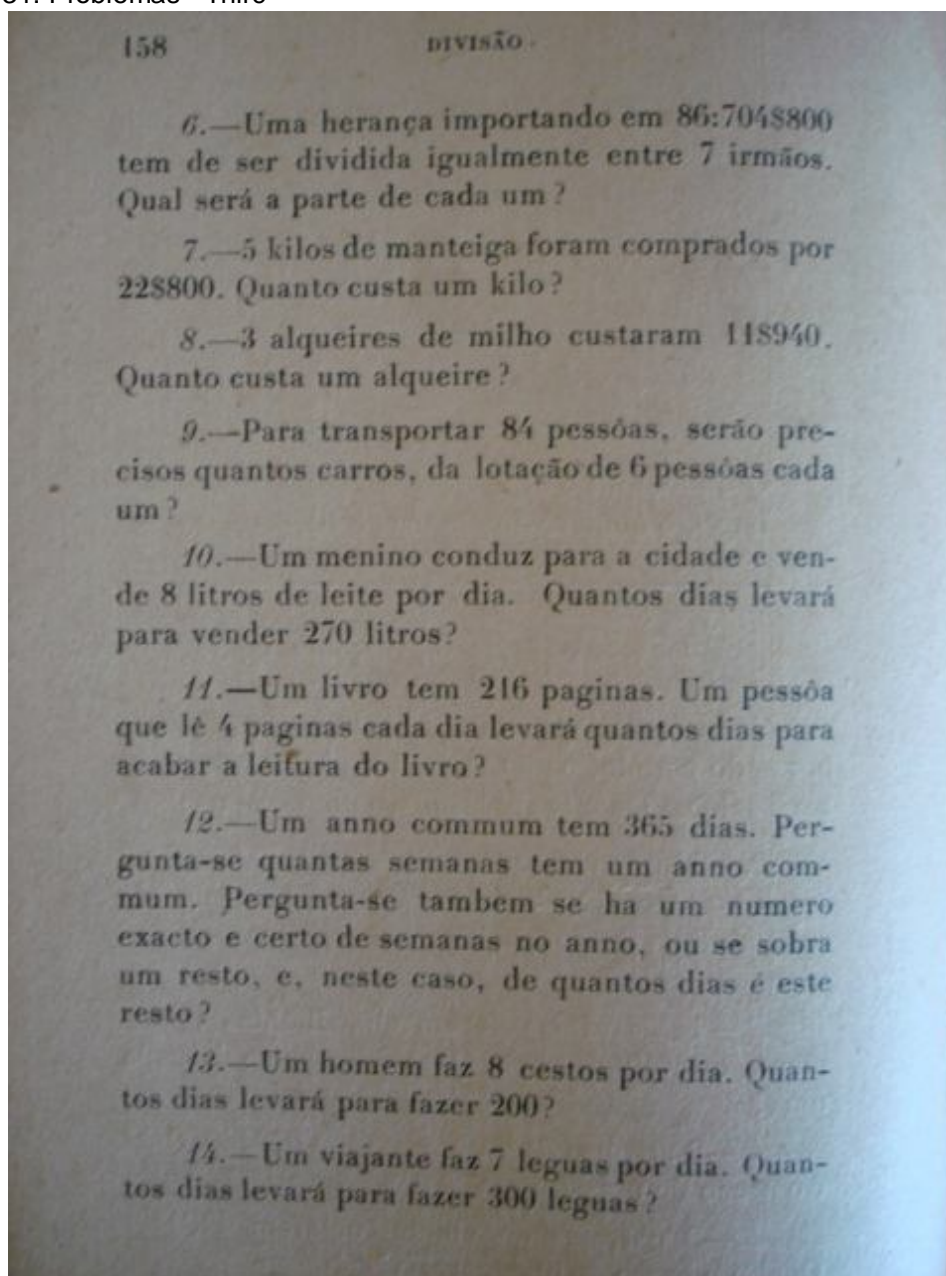 158 DIVISÃO
6.—Uma herança importando em 86:704$800
tem de ser dividida igualmente entre 7 irmãos.
Qual será a parte de cada um?
7.—5 kilos de manteiga foram comprados por
22$800. Quanto custa um kilo?
8.—3 alqueires de milho custaram 11$940.
Quanto custa um alqueire?
9.—Para transportar 84 pessôas, serão pre-
cisos quantos carros, da lotação de 6 pessôas cada
um?
10.—Um menino conduz para a cidade e ven-
de 8 litros de leite por dia. Quantos dias levará
para vender 270 litros?
11.—Um livro tem 216 paginas. Um pessôa
que lê 4 paginas cada dia levará quantos dias para
acabar a leitura do livro?
12.—Um anno commum tem 365 dias. Per-
gunta-se quantas semanas tem um anno com-
mum. Pergunta-se tambem se ha um numero
exacto e certo de semanas no anno, ou se sobra
um resto, e, neste caso, de quantos dias é este
resto?
13.—Um homem faz 8 cestos por dia. Quan-
tos dias levará para fazer 200?
14.—Um viajante faz 7 leguas por dia. Quan-
tos dias levará para fazer 300 leguas?